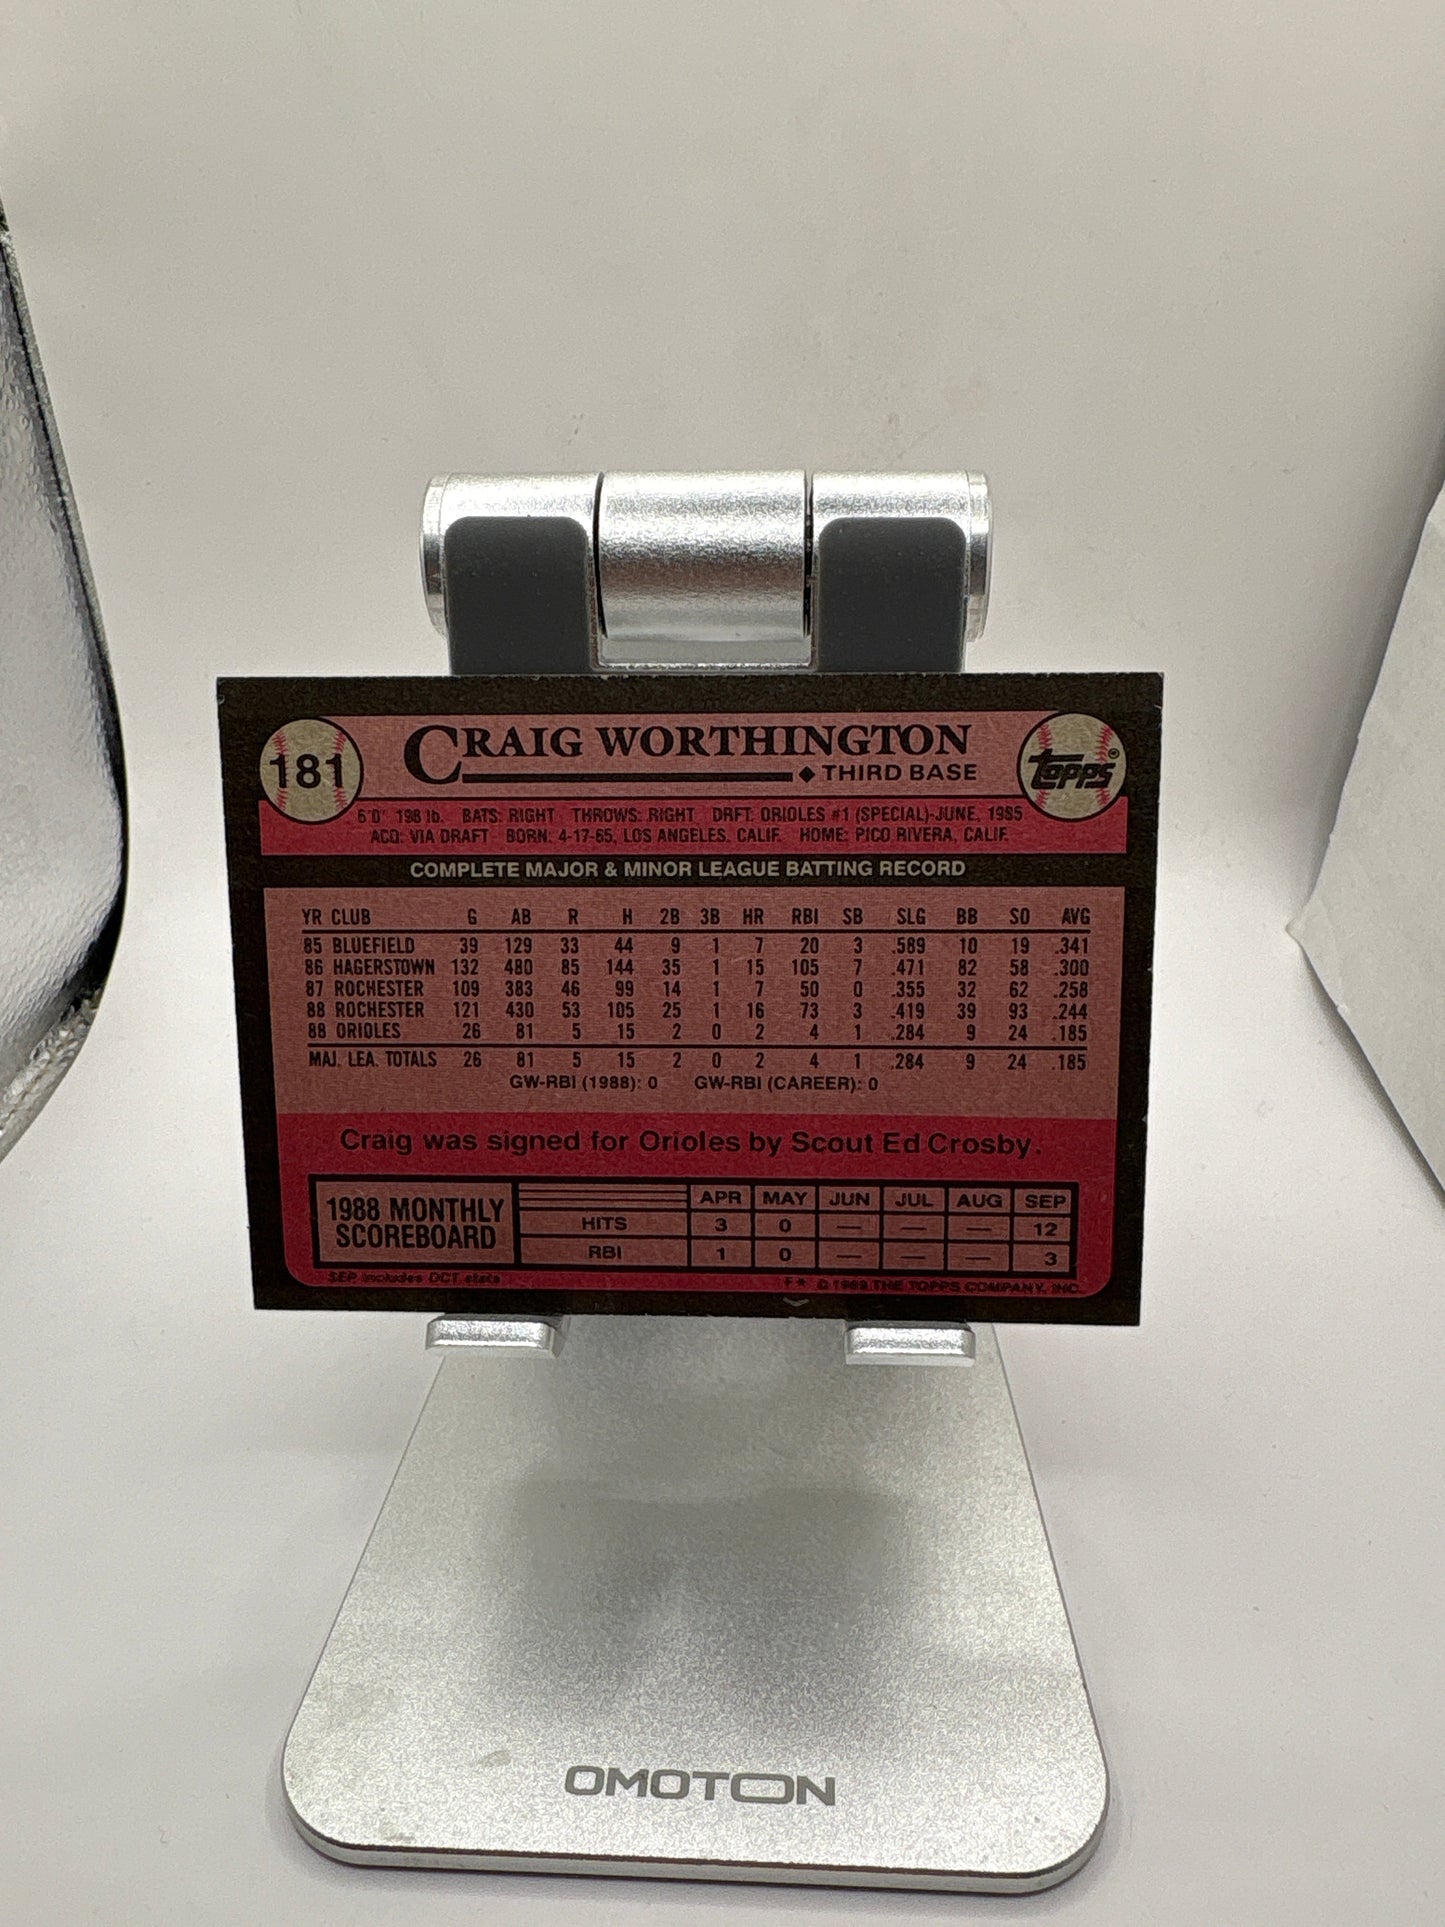 181
CRAIG WORTHINGTON
THIRD BASE
topps®
6'0" 198 lb. BATS: RIGHT THROWS: RIGHT DRFT: ORIOLES #1 (SPECIAL)-JUNE, 1985
ACQ: VIA DRAFT BORN: 4-17-65, LOS ANGELES, CALIF. HOME: PICO RIVERA, CALIF.
COMPLETE MAJOR & MINOR LEAGUE BATTING RECORD
YR CLUB G AB R H 2B 3B HR RBI SB SLG BB SO AVG
85 BLUEFIELD 39 129 33 44 9 1 7 20 3 .589 10 19 .341
86 HAGERSTOWN 132 480 85 144 35 1 15 105 7 .471 82 58 .300
87 ROCHESTER 109 383 46 99 14 1 7 50 0 .355 32 62 .258
88 ROCHESTER 121 430 53 105 25 1 16 73 3 .419 39 93 .244
88 ORIOLES 26 81 5 15 2 0 2 4 1 .284 9 24 .185
MAJ. LEA. TOTALS 26 81 5 15 2 0 2 4 1 .284 9 24 .185
GW-RBI (1988): 0 GW-RBI (CAREER): 0
Craig was signed for Orioles by Scout Ed Crosby.
1988 MONTHLY
SCOREBOARD
APR MAY JUN JUL AUG SEP
HITS 3 0 — — — 12
RBI 1 0 — — — 3
SEP. includes OCT. stats
F* © 1989 THE TOPPS COMPANY, INC.
OMOTON